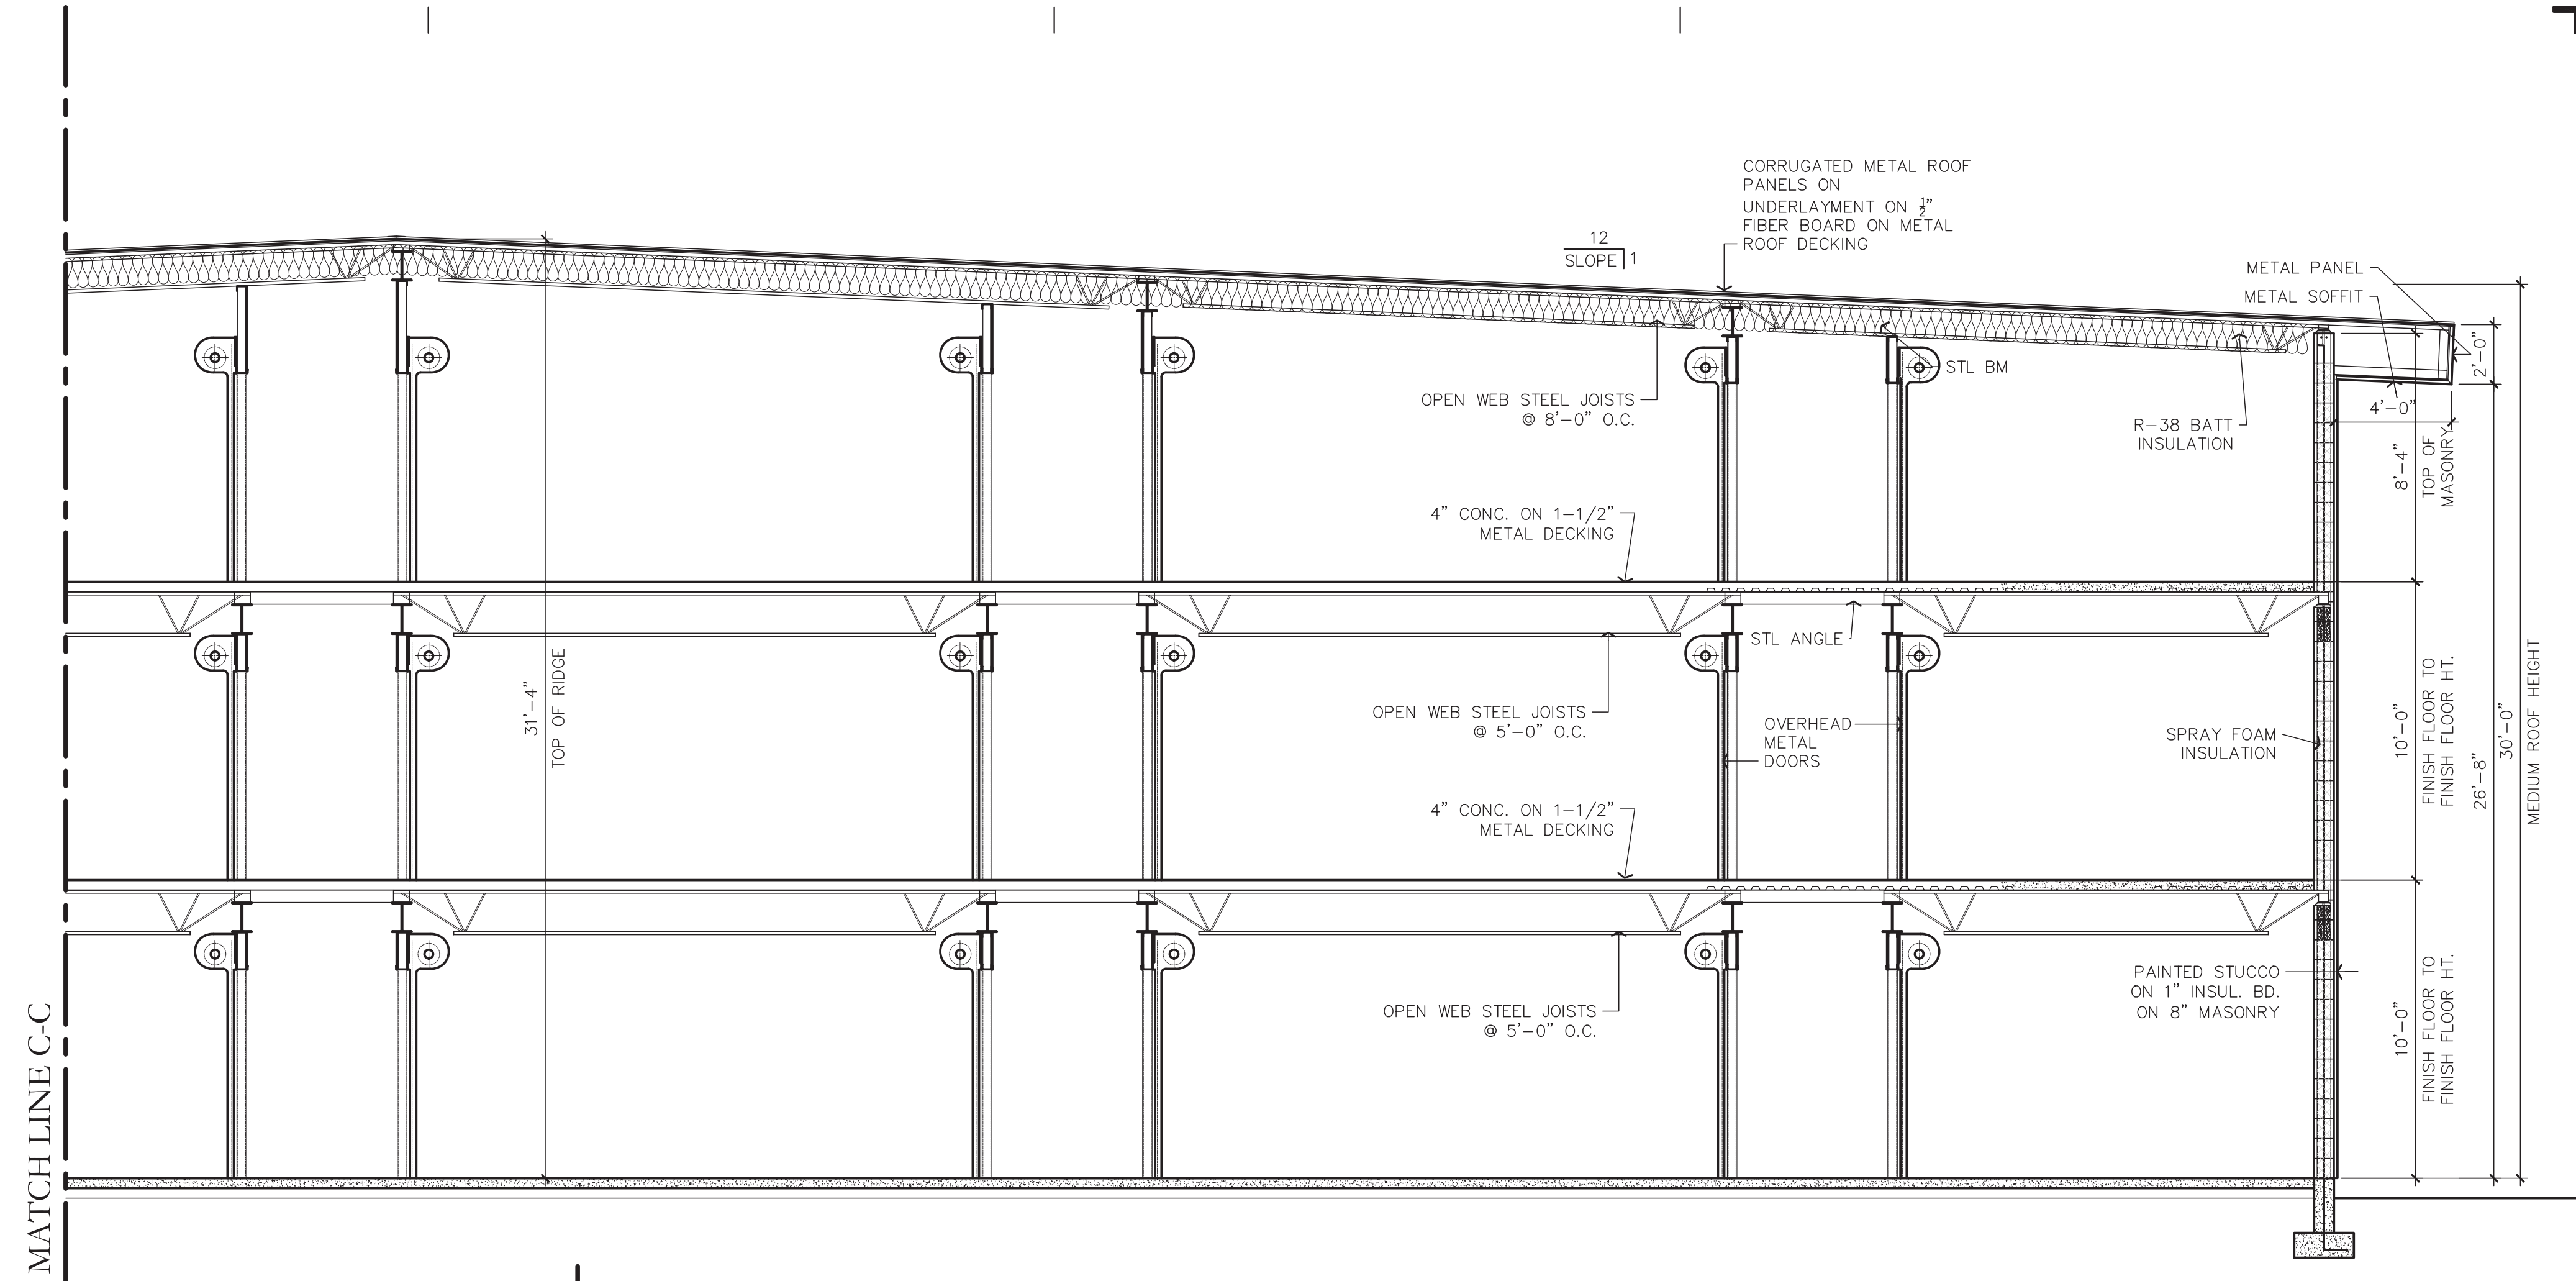 CORRUGATED METAL ROOF
PANELS ON
UNDERLAYMENT ON ½”
FIBER BOARD ON METAL
ROOF DECKING
12
SLOPE 1
METAL PANEL
METAL SOFFIT
STL BM
OPEN WEB STEEL JOISTS
@ 8’–0” O.C.
R–38 BATT
INSULATION
2’–0”
4’–0”
8’–4”
TOP OF
MASONRY
4” CONC. ON 1–1/2”
METAL DECKING
STL ANGLE
31’–4”
TOP OF RIDGE
OPEN WEB STEEL JOISTS
@ 5’–0” O.C.
OVERHEAD
METAL
DOORS
SPRAY FOAM
INSULATION
10’–0”
FINISH FLOOR TO
FINISH FLOOR HT.
26’–8”
30’–0”
MEDIUM ROOF HEIGHT
4” CONC. ON 1–1/2”
METAL DECKING
OPEN WEB STEEL JOISTS
@ 5’–0” O.C.
PAINTED STUCCO
ON 1” INSUL. BD.
ON 8” MASONRY
10’–0”
FINISH FLOOR TO
FINISH FLOOR HT.
MATCH LINE C-C